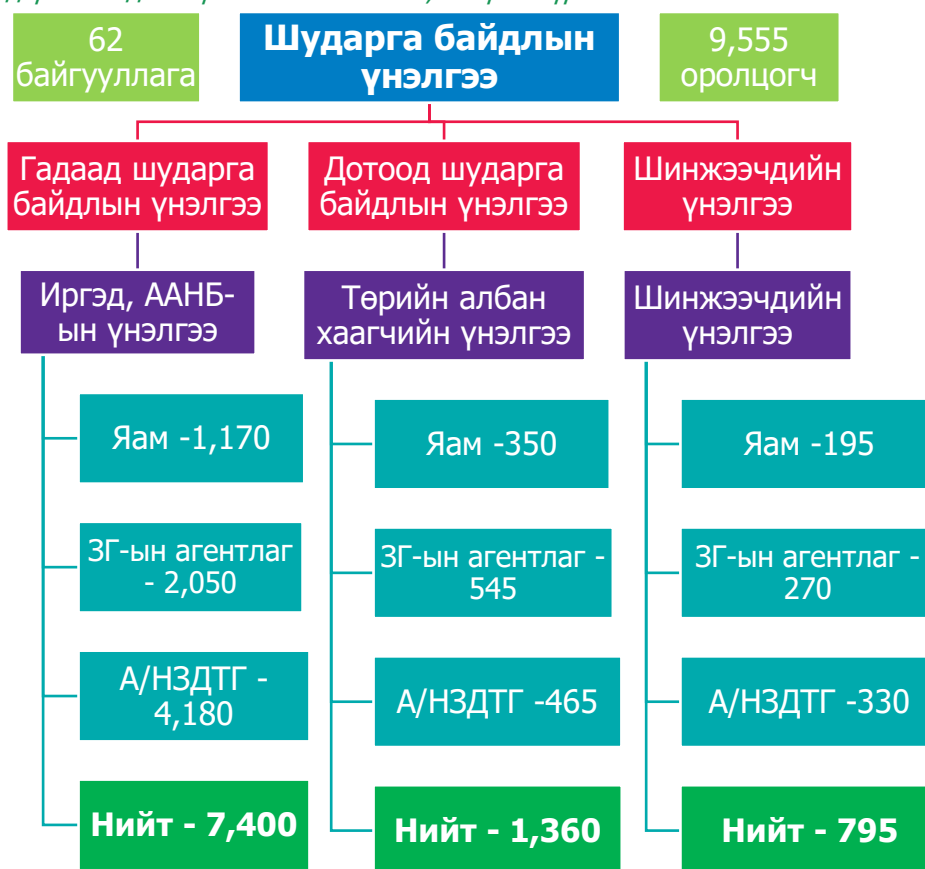 62
байгууллага
Шударга байдлын
үнэлгээ
9,555
оролцогч
Гадаад шударга
байдлын үнэлгээ
Дотоод шударга
байдлын үнэлгээ
Шинжээчдийн
үнэлгээ
Иргэд, ААНБ-
ын үнэлгээ
Төрийн албан
хаагчийн үнэлгээ
Шинжээчдийн
үнэлгээ
Яам -1,170
Яам -350
Яам -195
ЗГ-ын агентлаг
- 2,050
ЗГ-ын агентлаг -
545
ЗГ-ын агентлаг -
270
А/НЗДТГ -
4,180
А/НЗДТГ -465
А/НЗДТГ -330
Нийт - 7,400
Нийт - 1,360
Нийт - 795